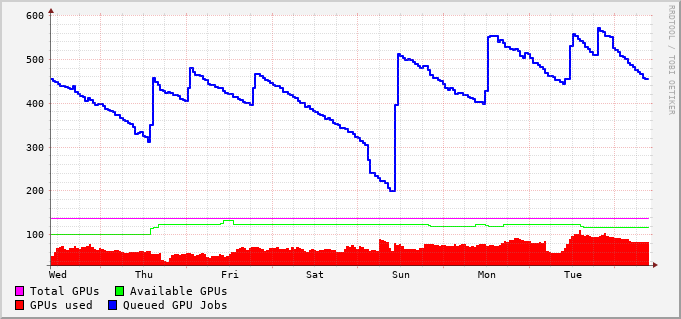 600
500
400
300
200
100
Wed Thu Fri Sat Sun Mon Tue
Total GPUs Available GPUs
GPUs used Queued GPU Jobs
RRDTOOL / TOBI OETIKER